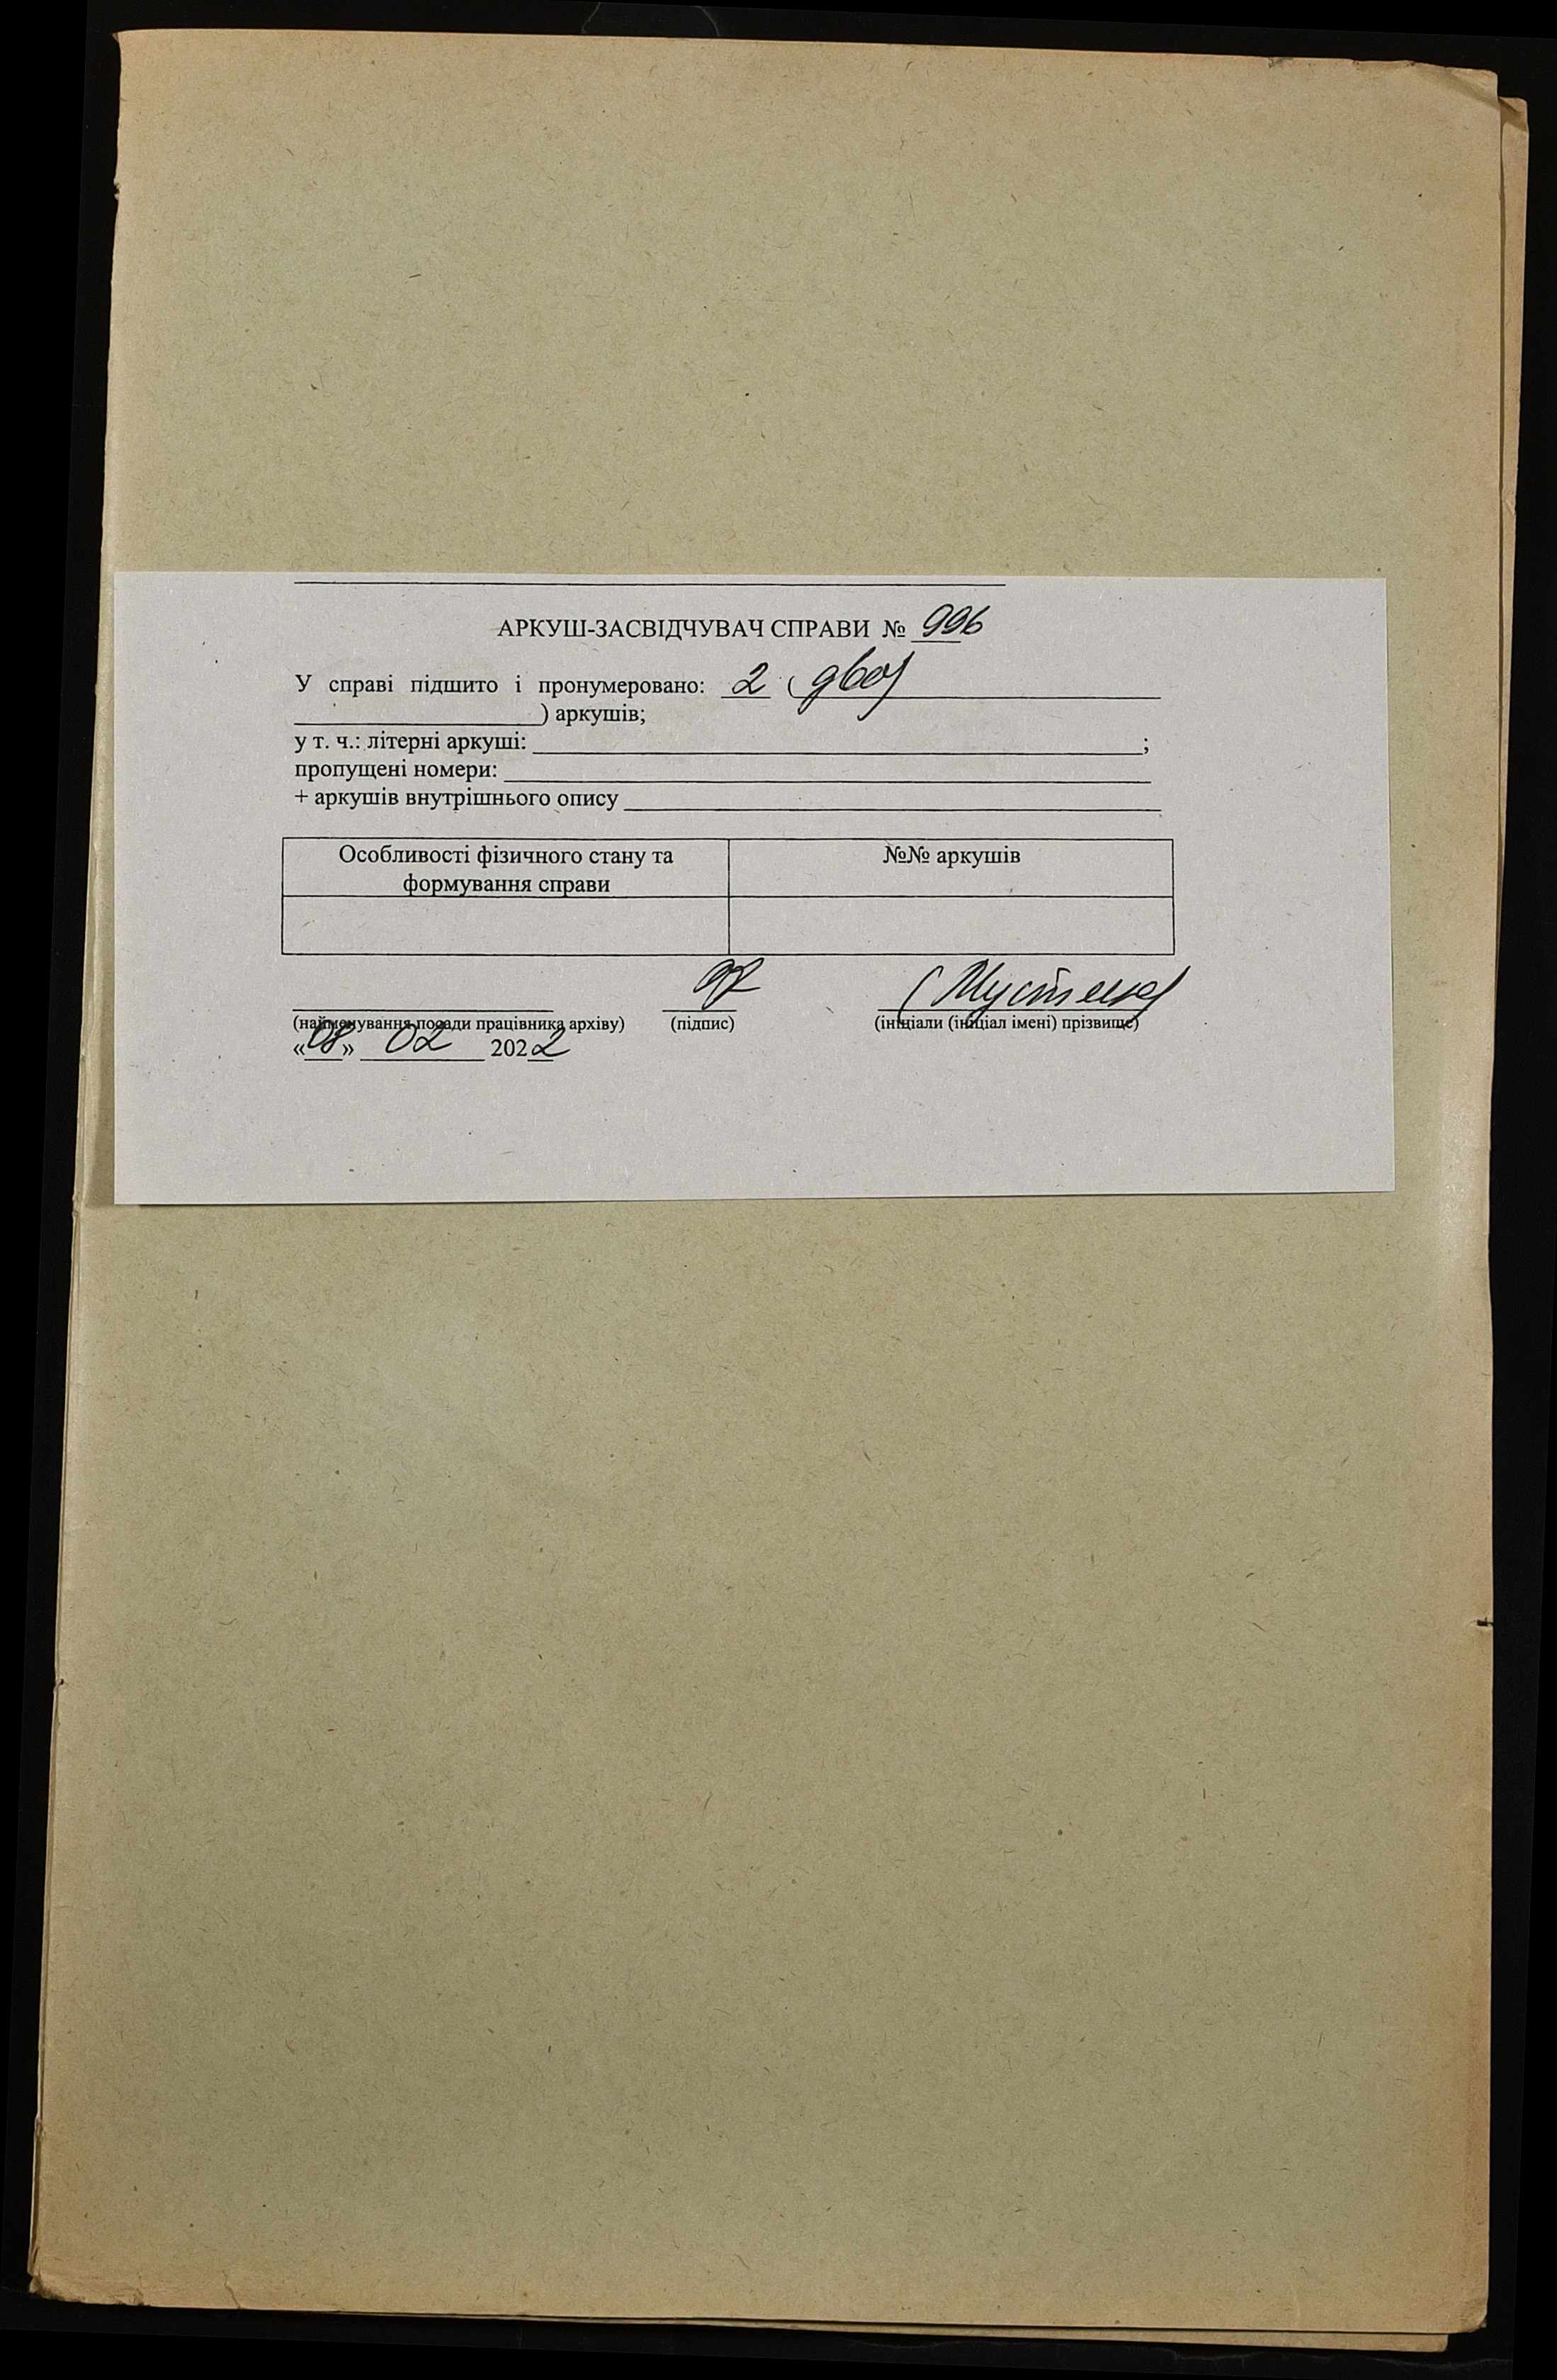 АРКУШ-ЗАСВІДЧУВАЧ СПРАВИ № 996
У справі підшито і пронумеровано: 2 (два)
) аркушів;
у т. ч.: літерні аркуші: ;
пропущені номери:
+ аркушів внутрішнього опису
Особливості фізичного стану та формування справи
№№ аркушів
(найменування посади працівника архіву) (підпис) (ініціали (ініціал імені) прізвище)
«08» 02 2022